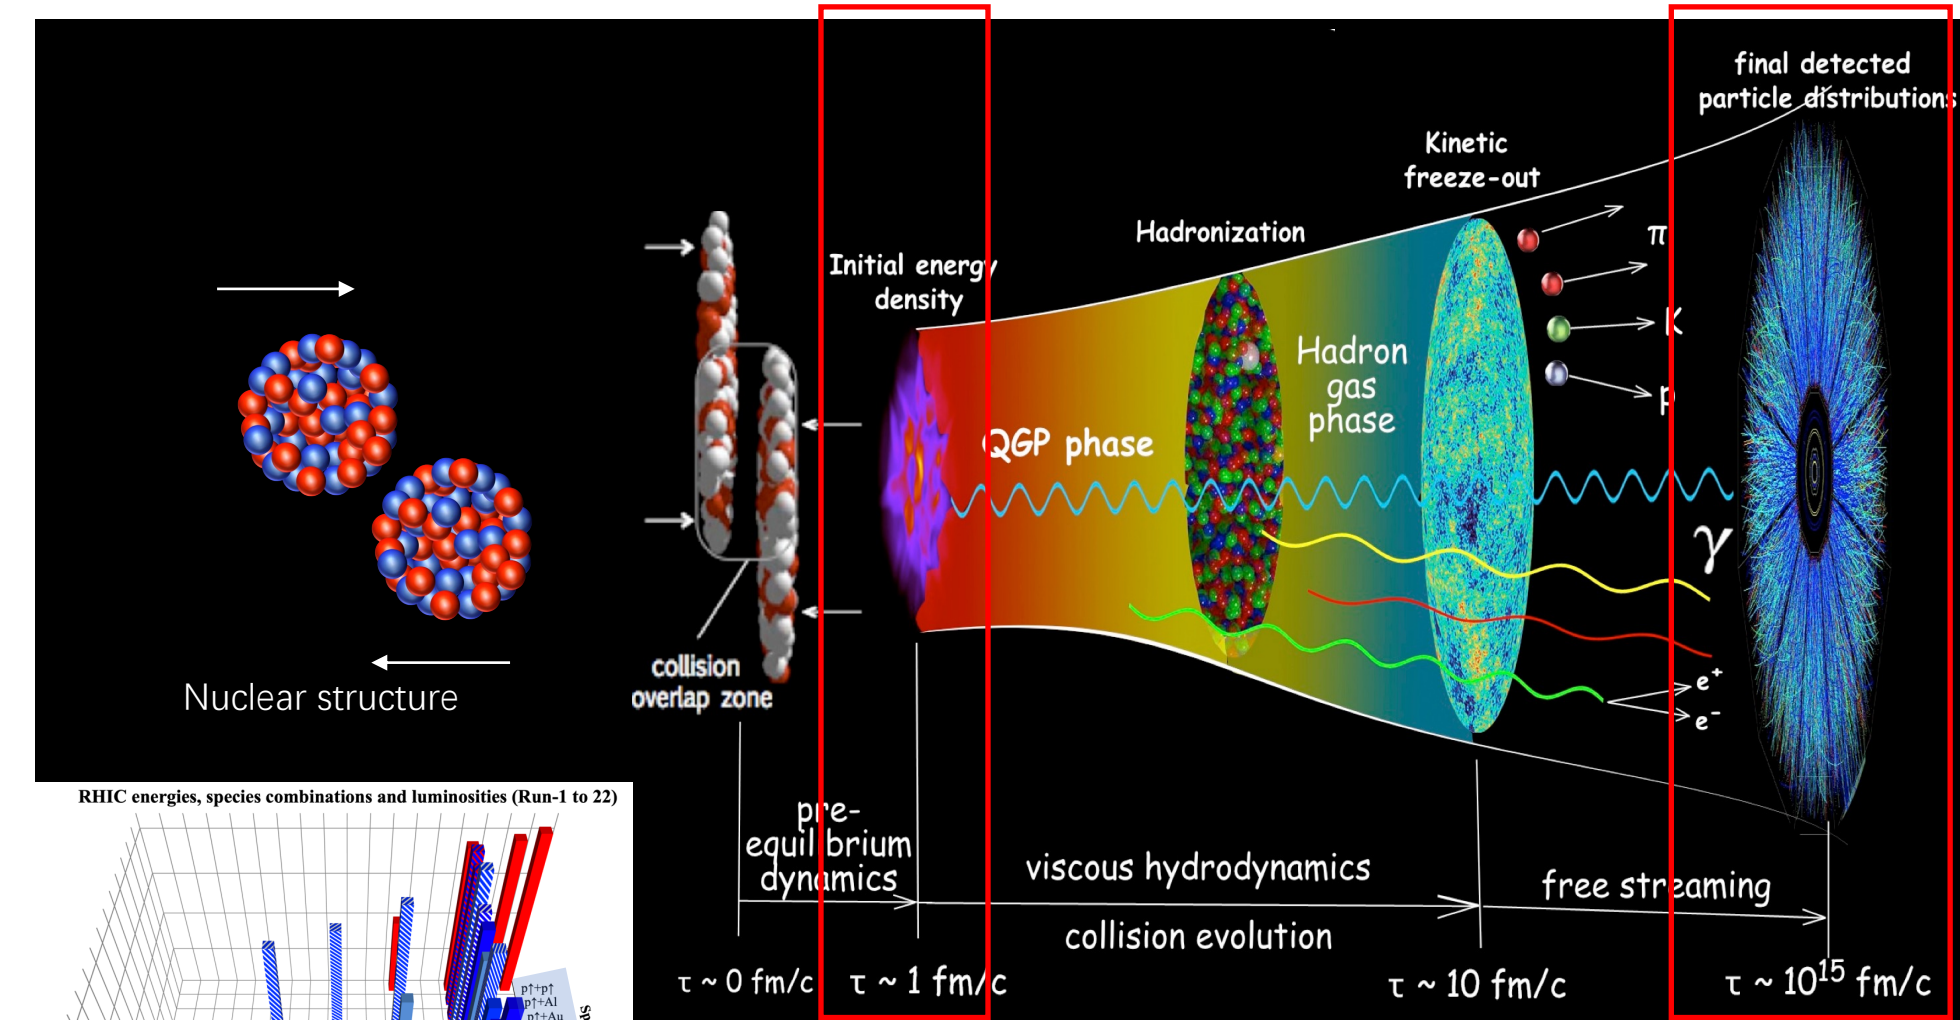 final detected
particle distributions
Kinetic
freeze-out
Hadronization
Initial energy
density
π
K
p
Hadron
gas
phase
QGP phase
γ
e⁺
e⁻
collision
overlap zone
Nuclear structure
RHIC energies, species combinations and luminosities (Run-1 to 22)
pre-
equilibrium
dynamics
viscous hydrodynamics
collision evolution
free streaming
τ ~ 0 fm/c
τ ~ 1 fm/c
τ ~ 10 fm/c
τ ~ 10¹⁵ fm/c
p↑+p↑
p↑+Al
p↑+Au